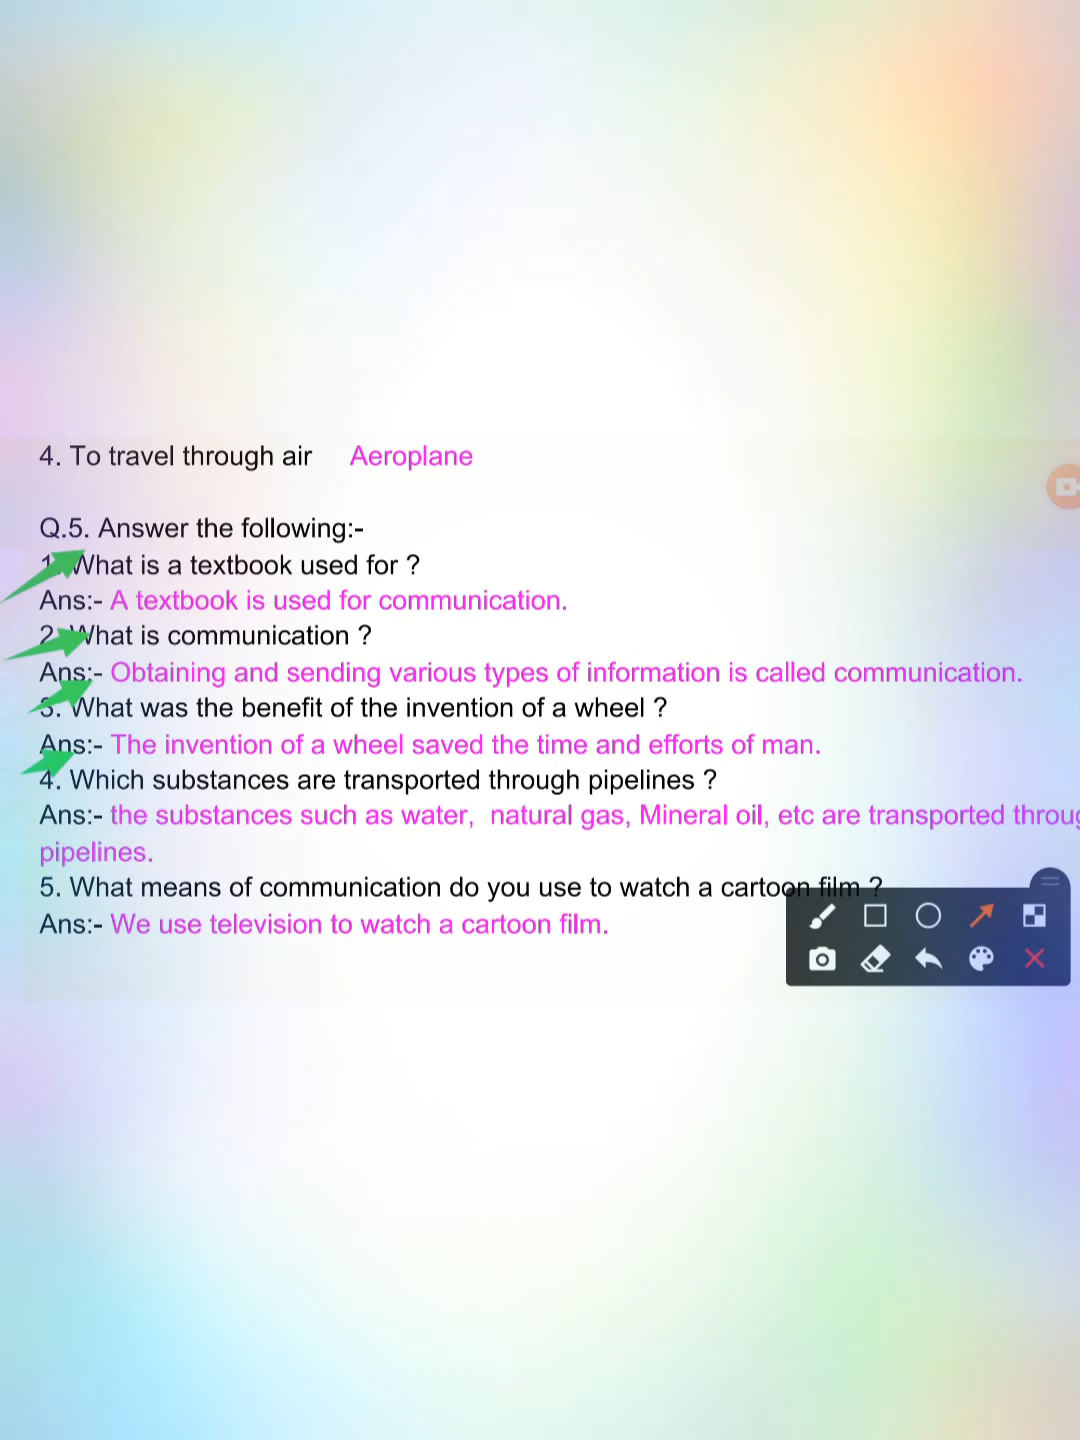 4. To travel through air Aeroplane
Q.5. Answer the following:-
1. What is a textbook used for ?
Ans:- A textbook is used for communication.
2. What is communication ?
Ans:- Obtaining and sending various types of information is called communication.
3. What was the benefit of the invention of a wheel ?
Ans:- The invention of a wheel saved the time and efforts of man.
4. Which substances are transported through pipelines ?
Ans:- the substances such as water, natural gas, Mineral oil, etc are transported throug
pipelines.
5. What means of communication do you use to watch a cartoon film ?
Ans:- We use television to watch a cartoon film.